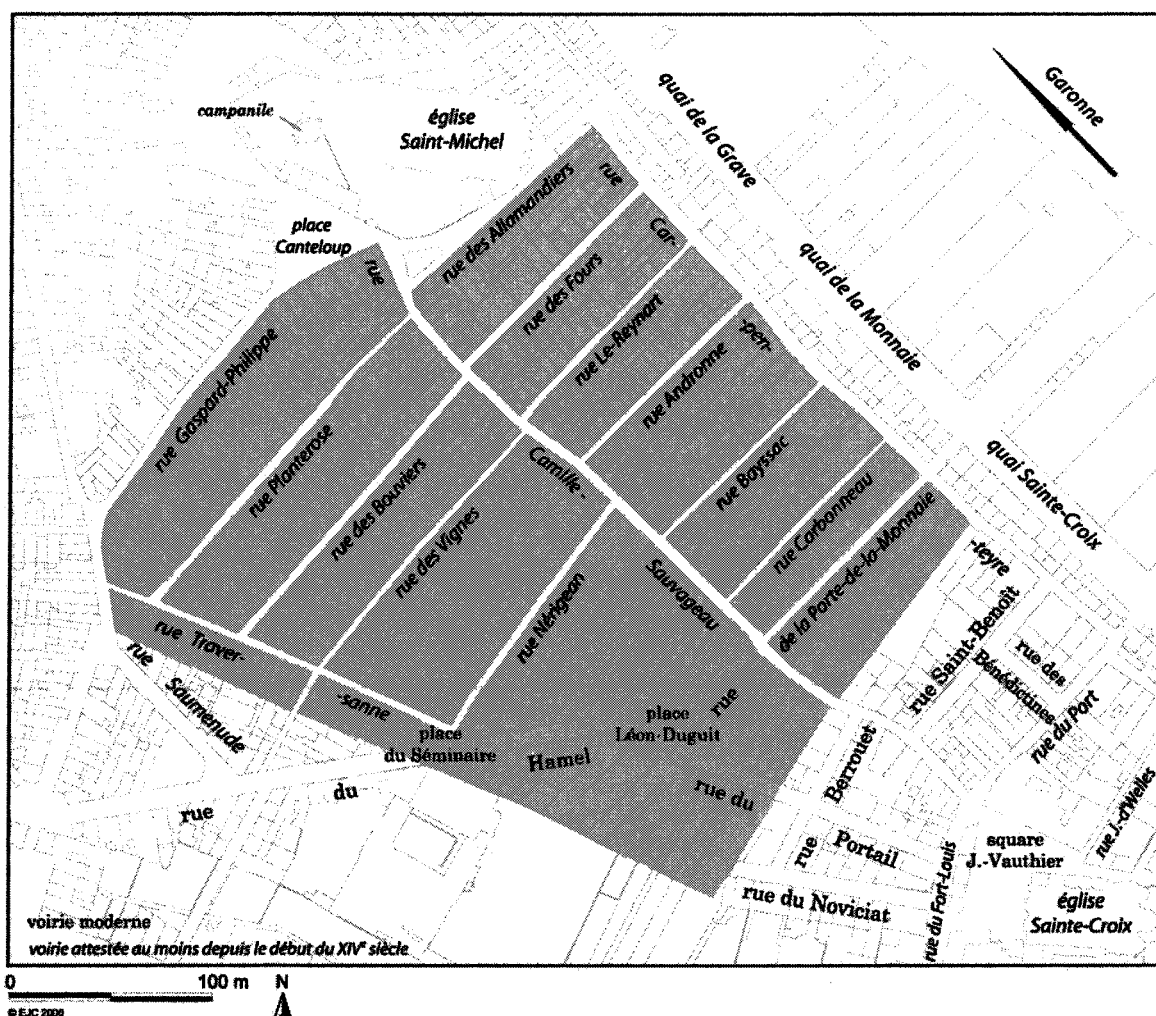 Garonne
campanile
église
Saint-Michel
quai de la Grave
place
Canteloup
rue
rue des Allamandiers
rue
Car-
rue des Fours
rue Le-Reynart
-pen-
quai de la Monnaie
rue Gaspard-Philippe
rue Planterose
rue des Bouviers
rue des Vignes
Camille-
rue Andronne
rue Bayssac
rue Carbonneau
de la Porte-de-la-Monnaie
quai Sainte-Croix
-teyre
Sauvageau
rue Nérigean
rue Traver-
-sanne
rue
Saumenude
place
du Séminaire
Hamel
place
Léon-Duguit
rue
rue du
rue
du
rue Saint-Benoît
rue des
Bénédictines
rue du Port
rue
Berrouet
Portail
rue du Noviciat
rue du Fort-Louis
square
J.-Vauthier
rue J.-d'Welles
église
Sainte-Croix
voirie moderne
voirie attestée au moins depuis le début du XIVe siècle
0 100 m N
© EJC 2006